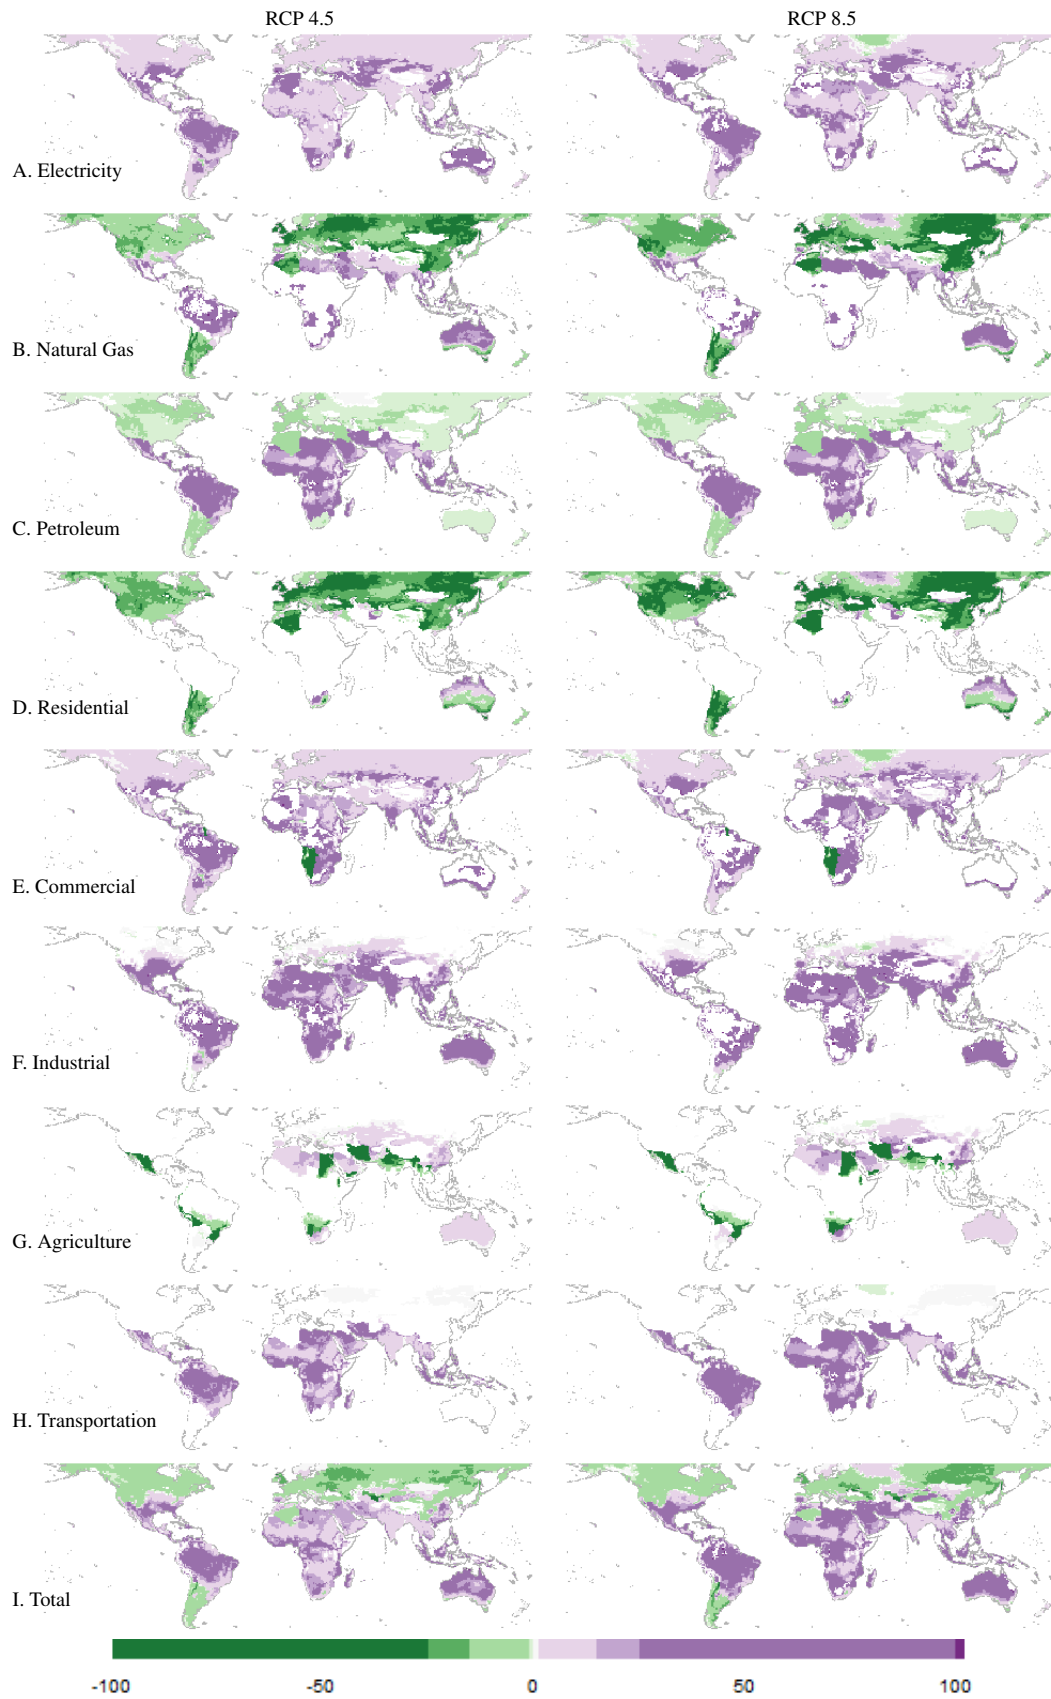 RCP 4.5 RCP 8.5
A. Electricity
B. Natural Gas
C. Petroleum
D. Residential
E. Commercial
F. Industrial
G. Agriculture
H. Transportation
I. Total
-100 -50 0 50 100